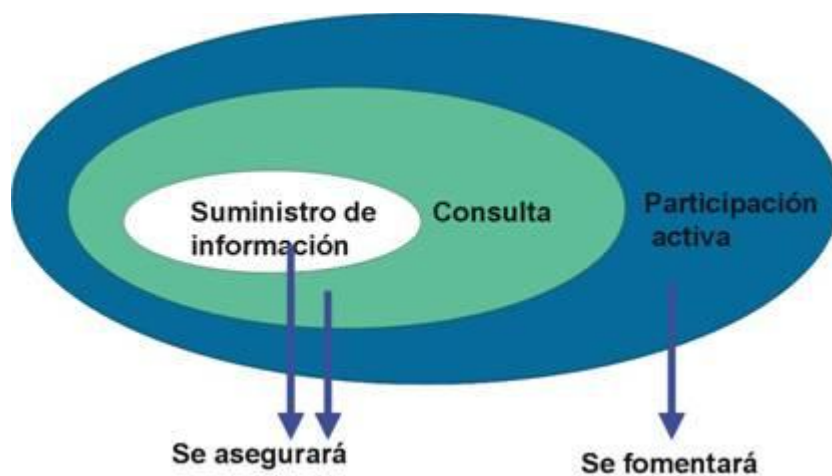 Suministro de
información
Consulta
Participación
activa
Se asegurará
Se fomentará